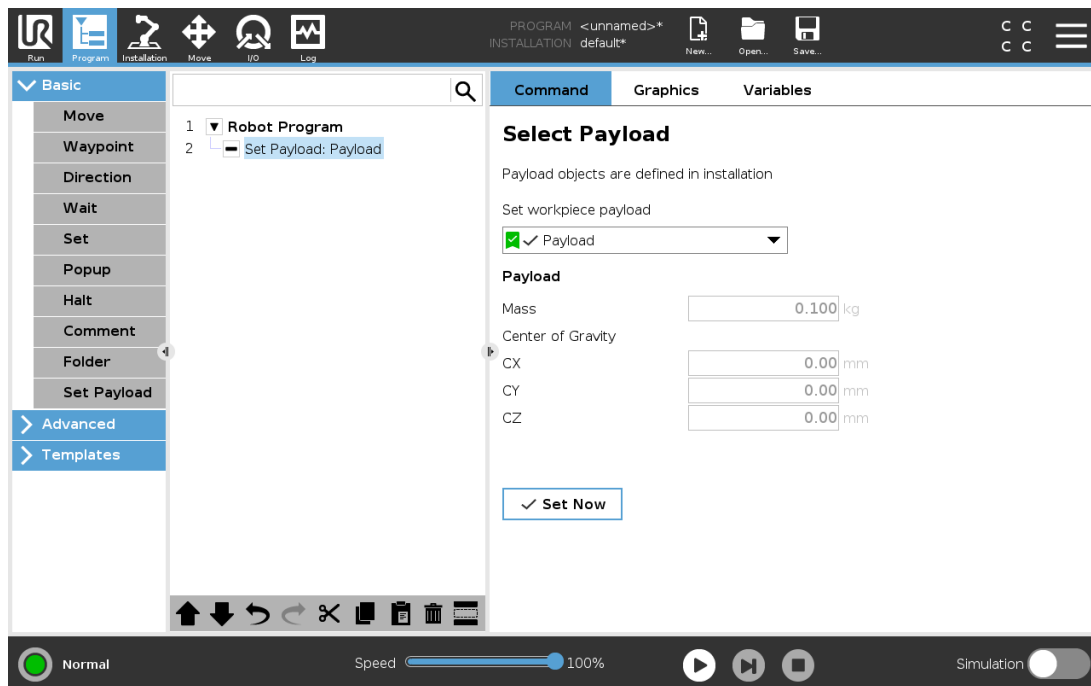 PROGRAM <unnamed>*
INSTALLATION default*
C C
C C
Run Program Installation Move I/O Log New... Open... Save...
Basic
Move
Waypoint
Direction
Wait
Set
Popup
Halt
Comment
Folder
Set Payload
Advanced
Templates
1 Robot Program
2 Set Payload: Payload
Command Graphics Variables
Select Payload
Payload objects are defined in installation
Set workpiece payload
Payload
Payload
Mass 0.100 kg
Center of Gravity
CX 0.00 mm
CY 0.00 mm
CZ 0.00 mm
Set Now
Normal Speed 100% Simulation